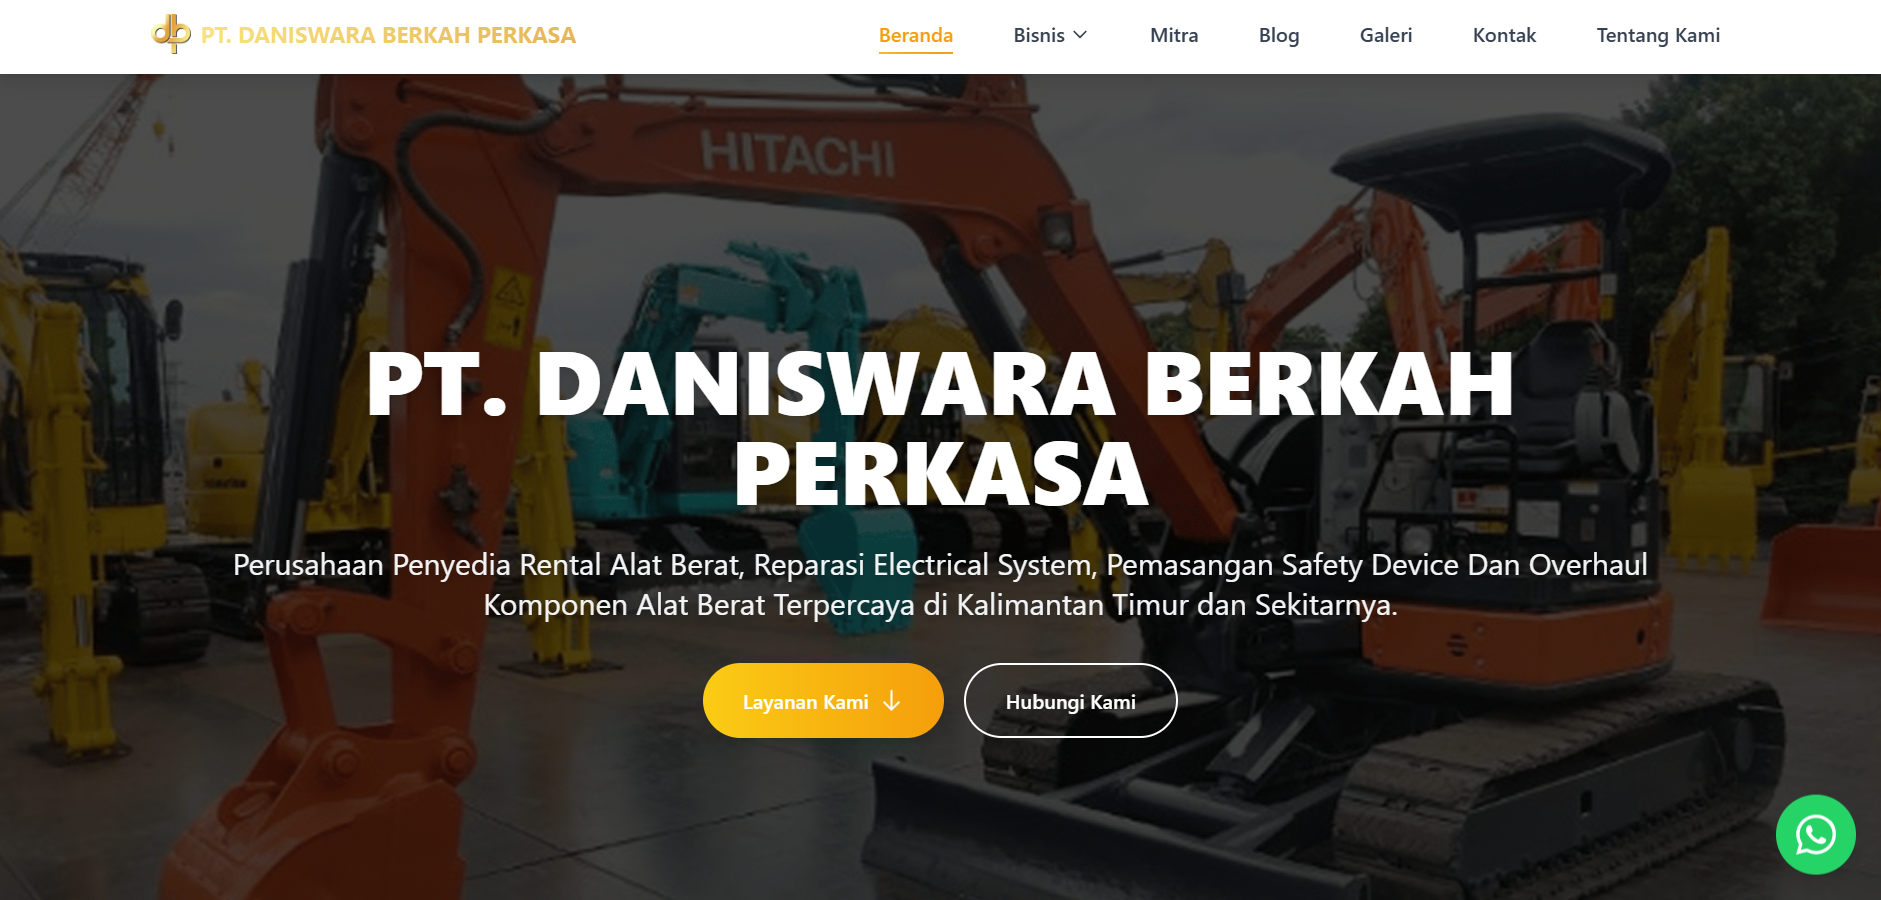 PT. DANISWARA BERKAH PERKASA
Beranda
Bisnis
Mitra
Blog
Galeri
Kontak
Tentang Kami
HITACHI
PT. DANISWARA BERKAH
PERKASA
Perusahaan Penyedia Rental Alat Berat, Reparasi Electrical System, Pemasangan Safety Device Dan Overhaul
Komponen Alat Berat Terpercaya di Kalimantan Timur dan Sekitarnya.
Layanan Kami
Hubungi Kami